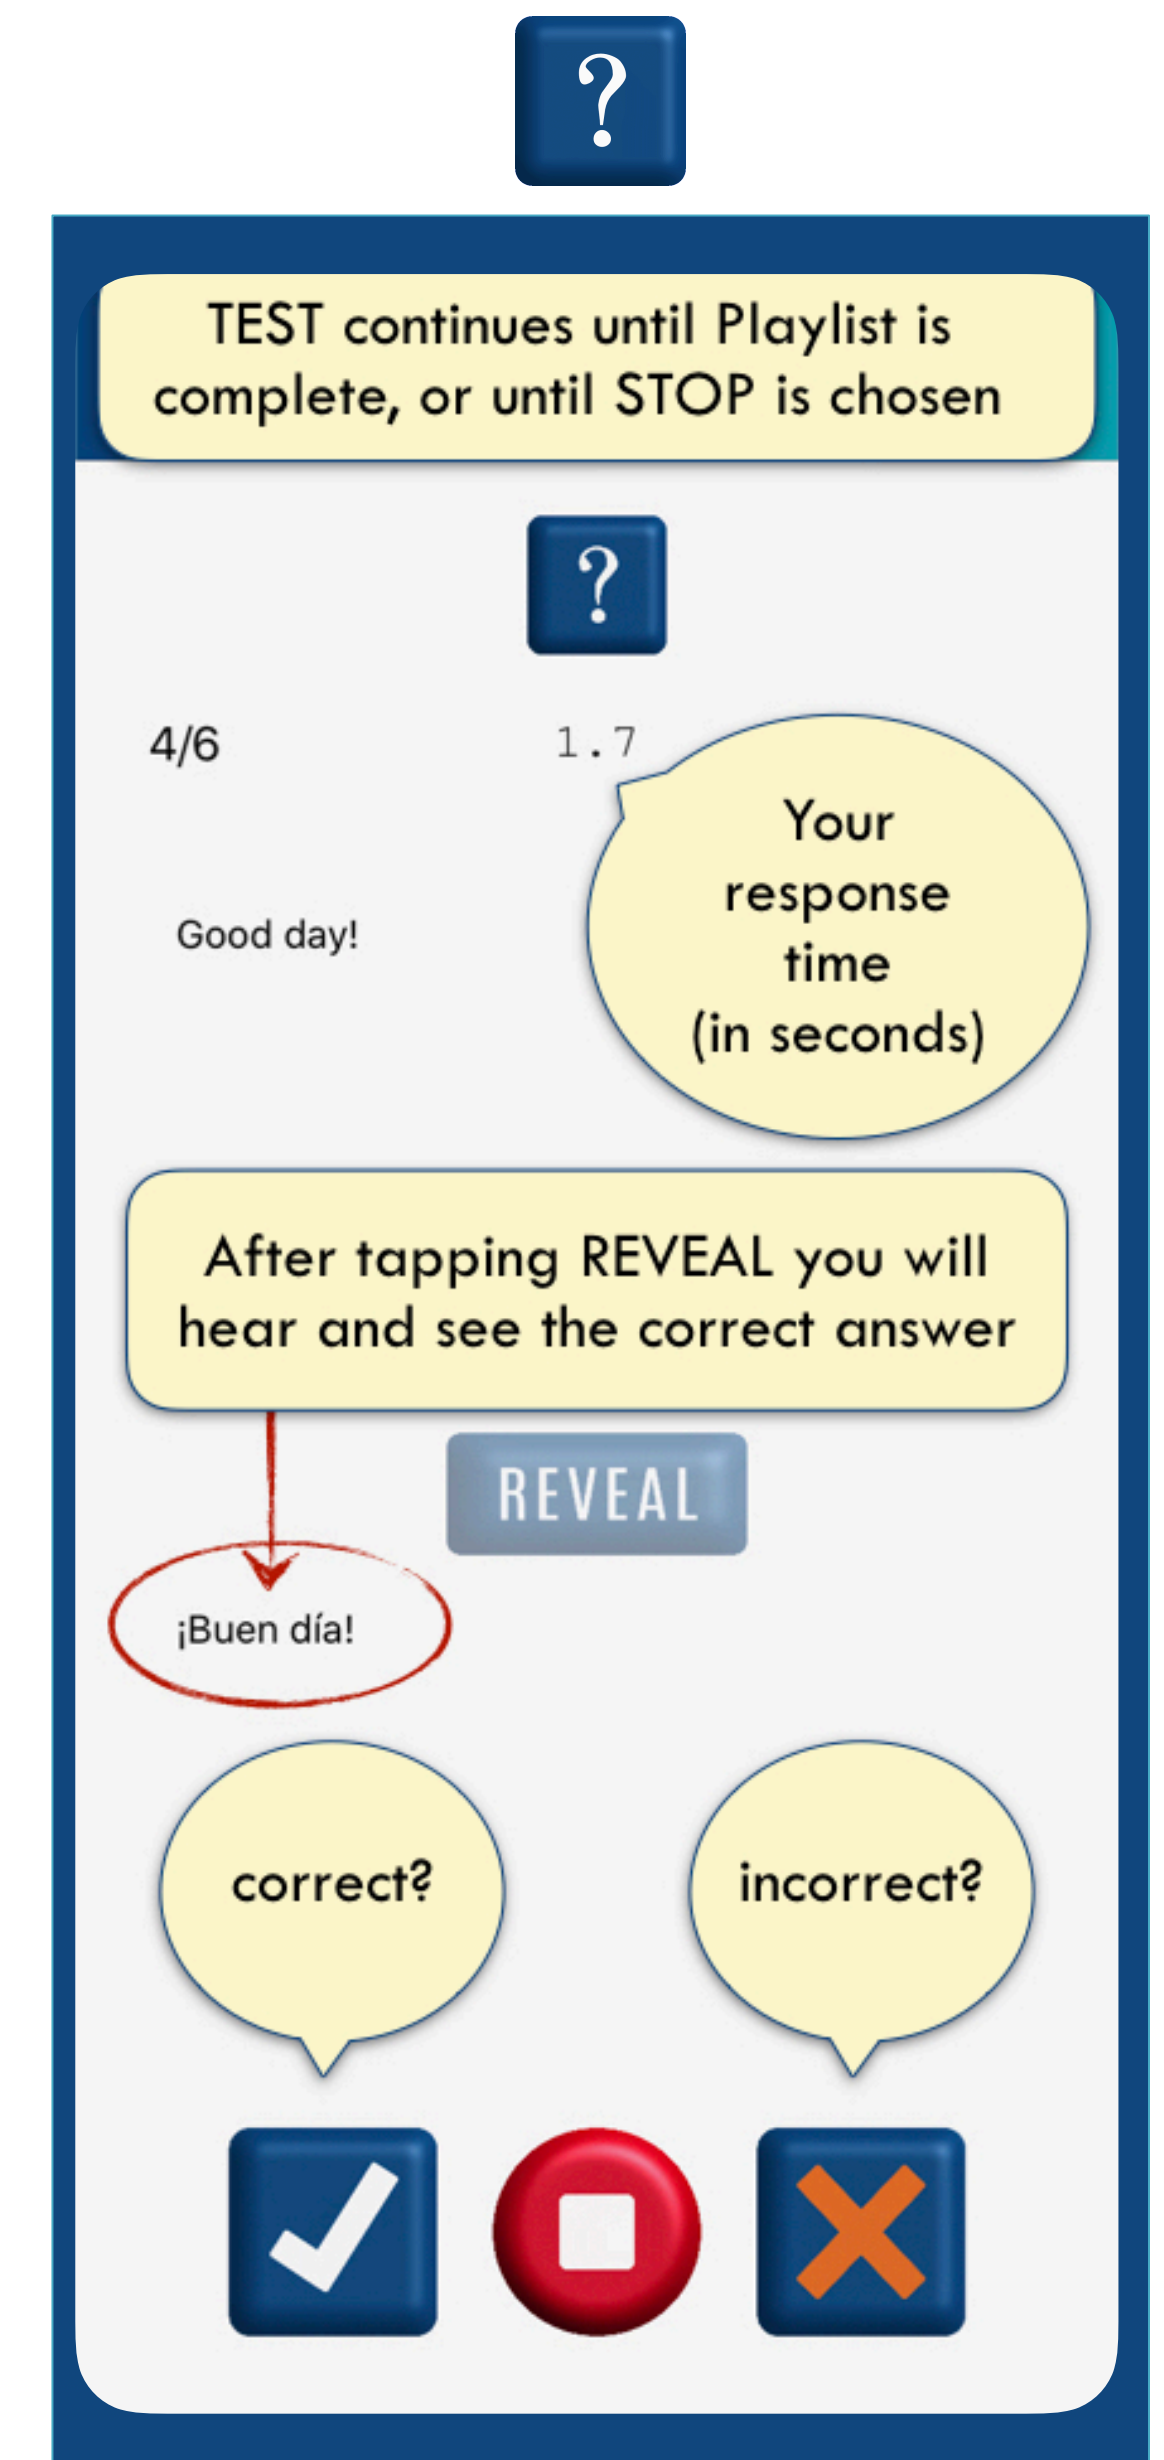 ?
TEST continues until Playlist is
complete, or until STOP is chosen
?
4/6
1.7
Your
response
time
(in seconds)
Good day!
After tapping REVEAL you will
hear and see the correct answer
REVEAL
¡Buen día!
correct?
incorrect?